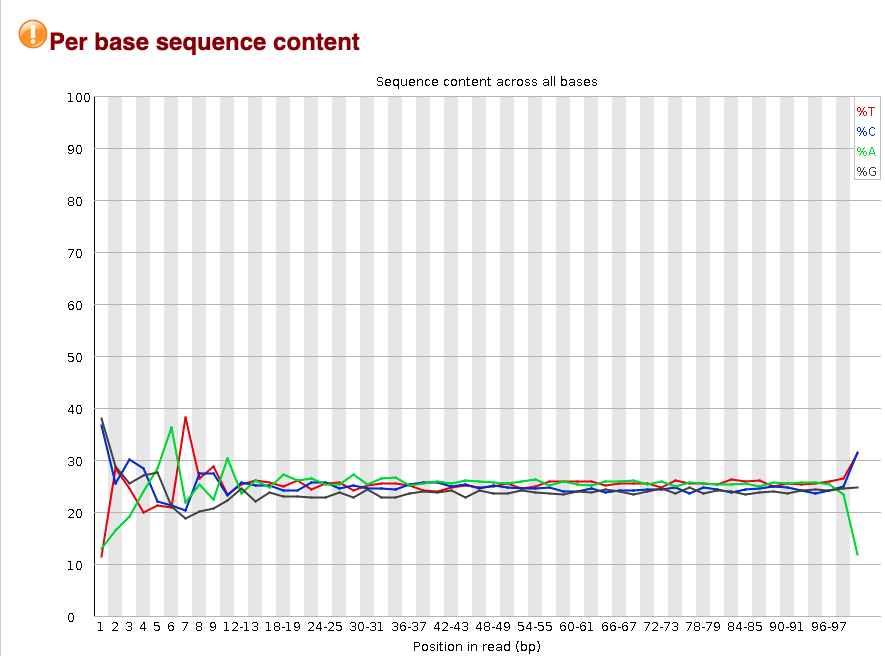 Per base sequence content
Sequence content across all bases
100
90
80
70
60
50
40
30
20
10
0
%T
%C
%A
%G
1 2 3 4 5 6 7 8 9 12-13 18-19 24-25 30-31 36-37 42-43 48-49 54-55 60-61 66-67 72-73 78-79 84-85 90-91 96-97
Position in read (bp)